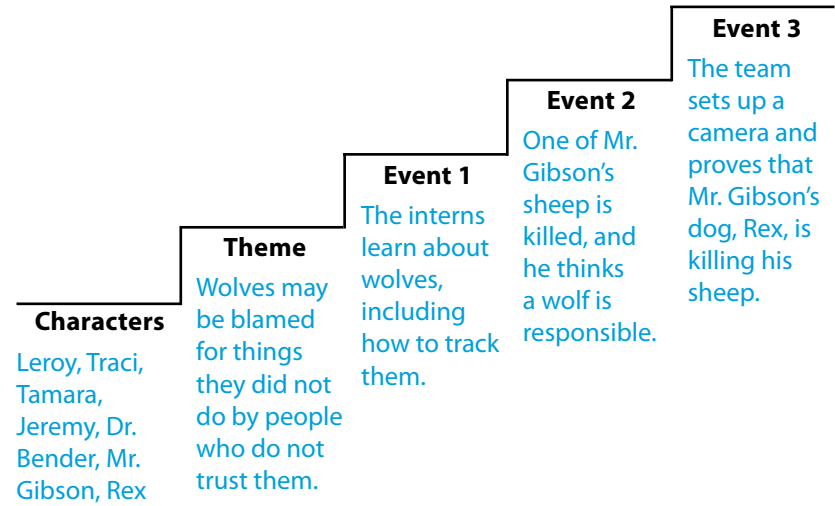 Characters
Leroy, Traci,
Tamara,
Jeremy, Dr.
Bender, Mr.
Gibson, Rex
Theme
Wolves may
be blamed
for things
they did not
do by people
who do not
trust them.
Event 1
The interns
learn about
wolves,
including
how to track
them.
Event 2
One of Mr.
Gibson’s
sheep is
killed, and
he thinks
a wolf is
responsible.
Event 3
The team
sets up a
camera and
proves that
Mr. Gibson’s
dog, Rex, is
killing his
sheep.